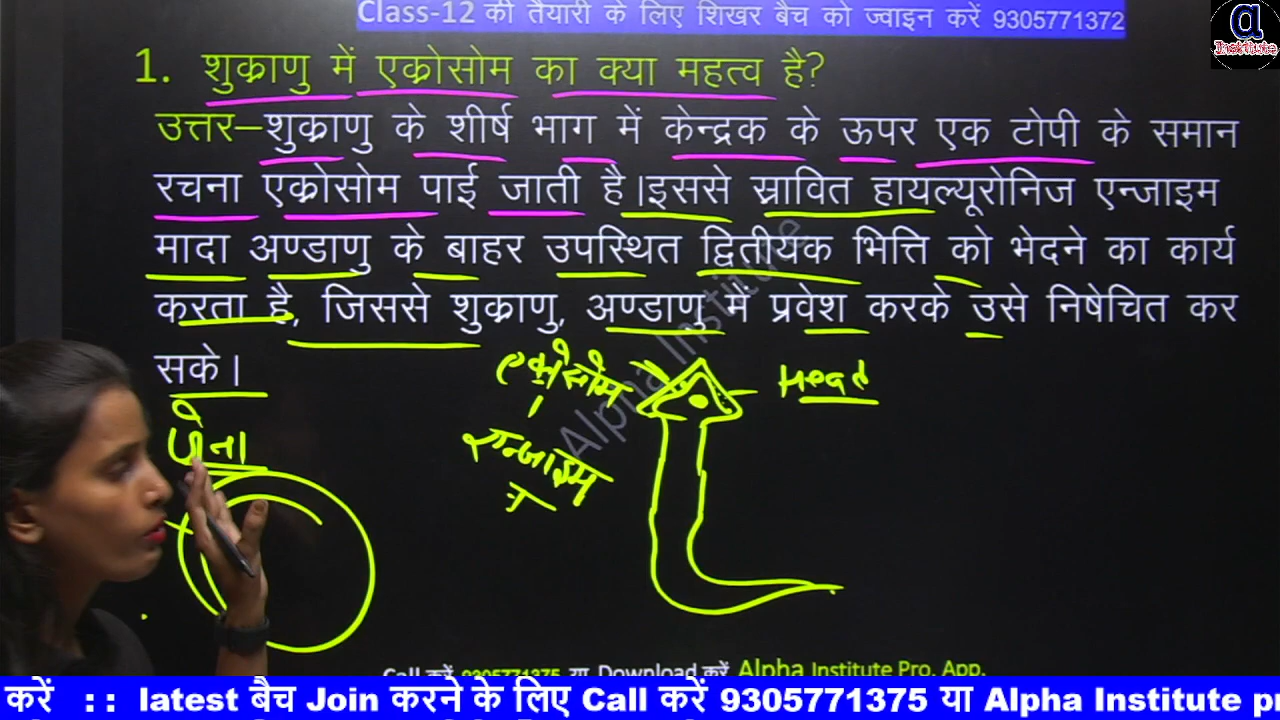 Class-12 की तैयारी के लिए शिखर बैच को ज्वाइन करें 9305771372
α
Institute
1. शुक्राणु में एक्रोसोम का क्या महत्व है?
उत्तर–शुक्राणु के शीर्ष भाग में केन्द्रक के ऊपर एक टोपी के समान
रचना एक्रोसोम पाई जाती है।इससे स्रावित हायल्यूरोनिज एन्जाइम
मादा अण्डाणु के बाहर उपस्थित द्वितीयक भित्ति को भेदने का कार्य
करता है, जिससे शुक्राणु, अण्डाणु में प्रवेश करके उसे निषेचित कर
सके।
एक्रोसोम
Head
एन्जाइम
Alpha Institute
Call करें 9305771375 या Download करें Alpha Institute Pro. App.
करें : : latest बैच Join करने के लिए Call करें 9305771375 या Alpha Institute p